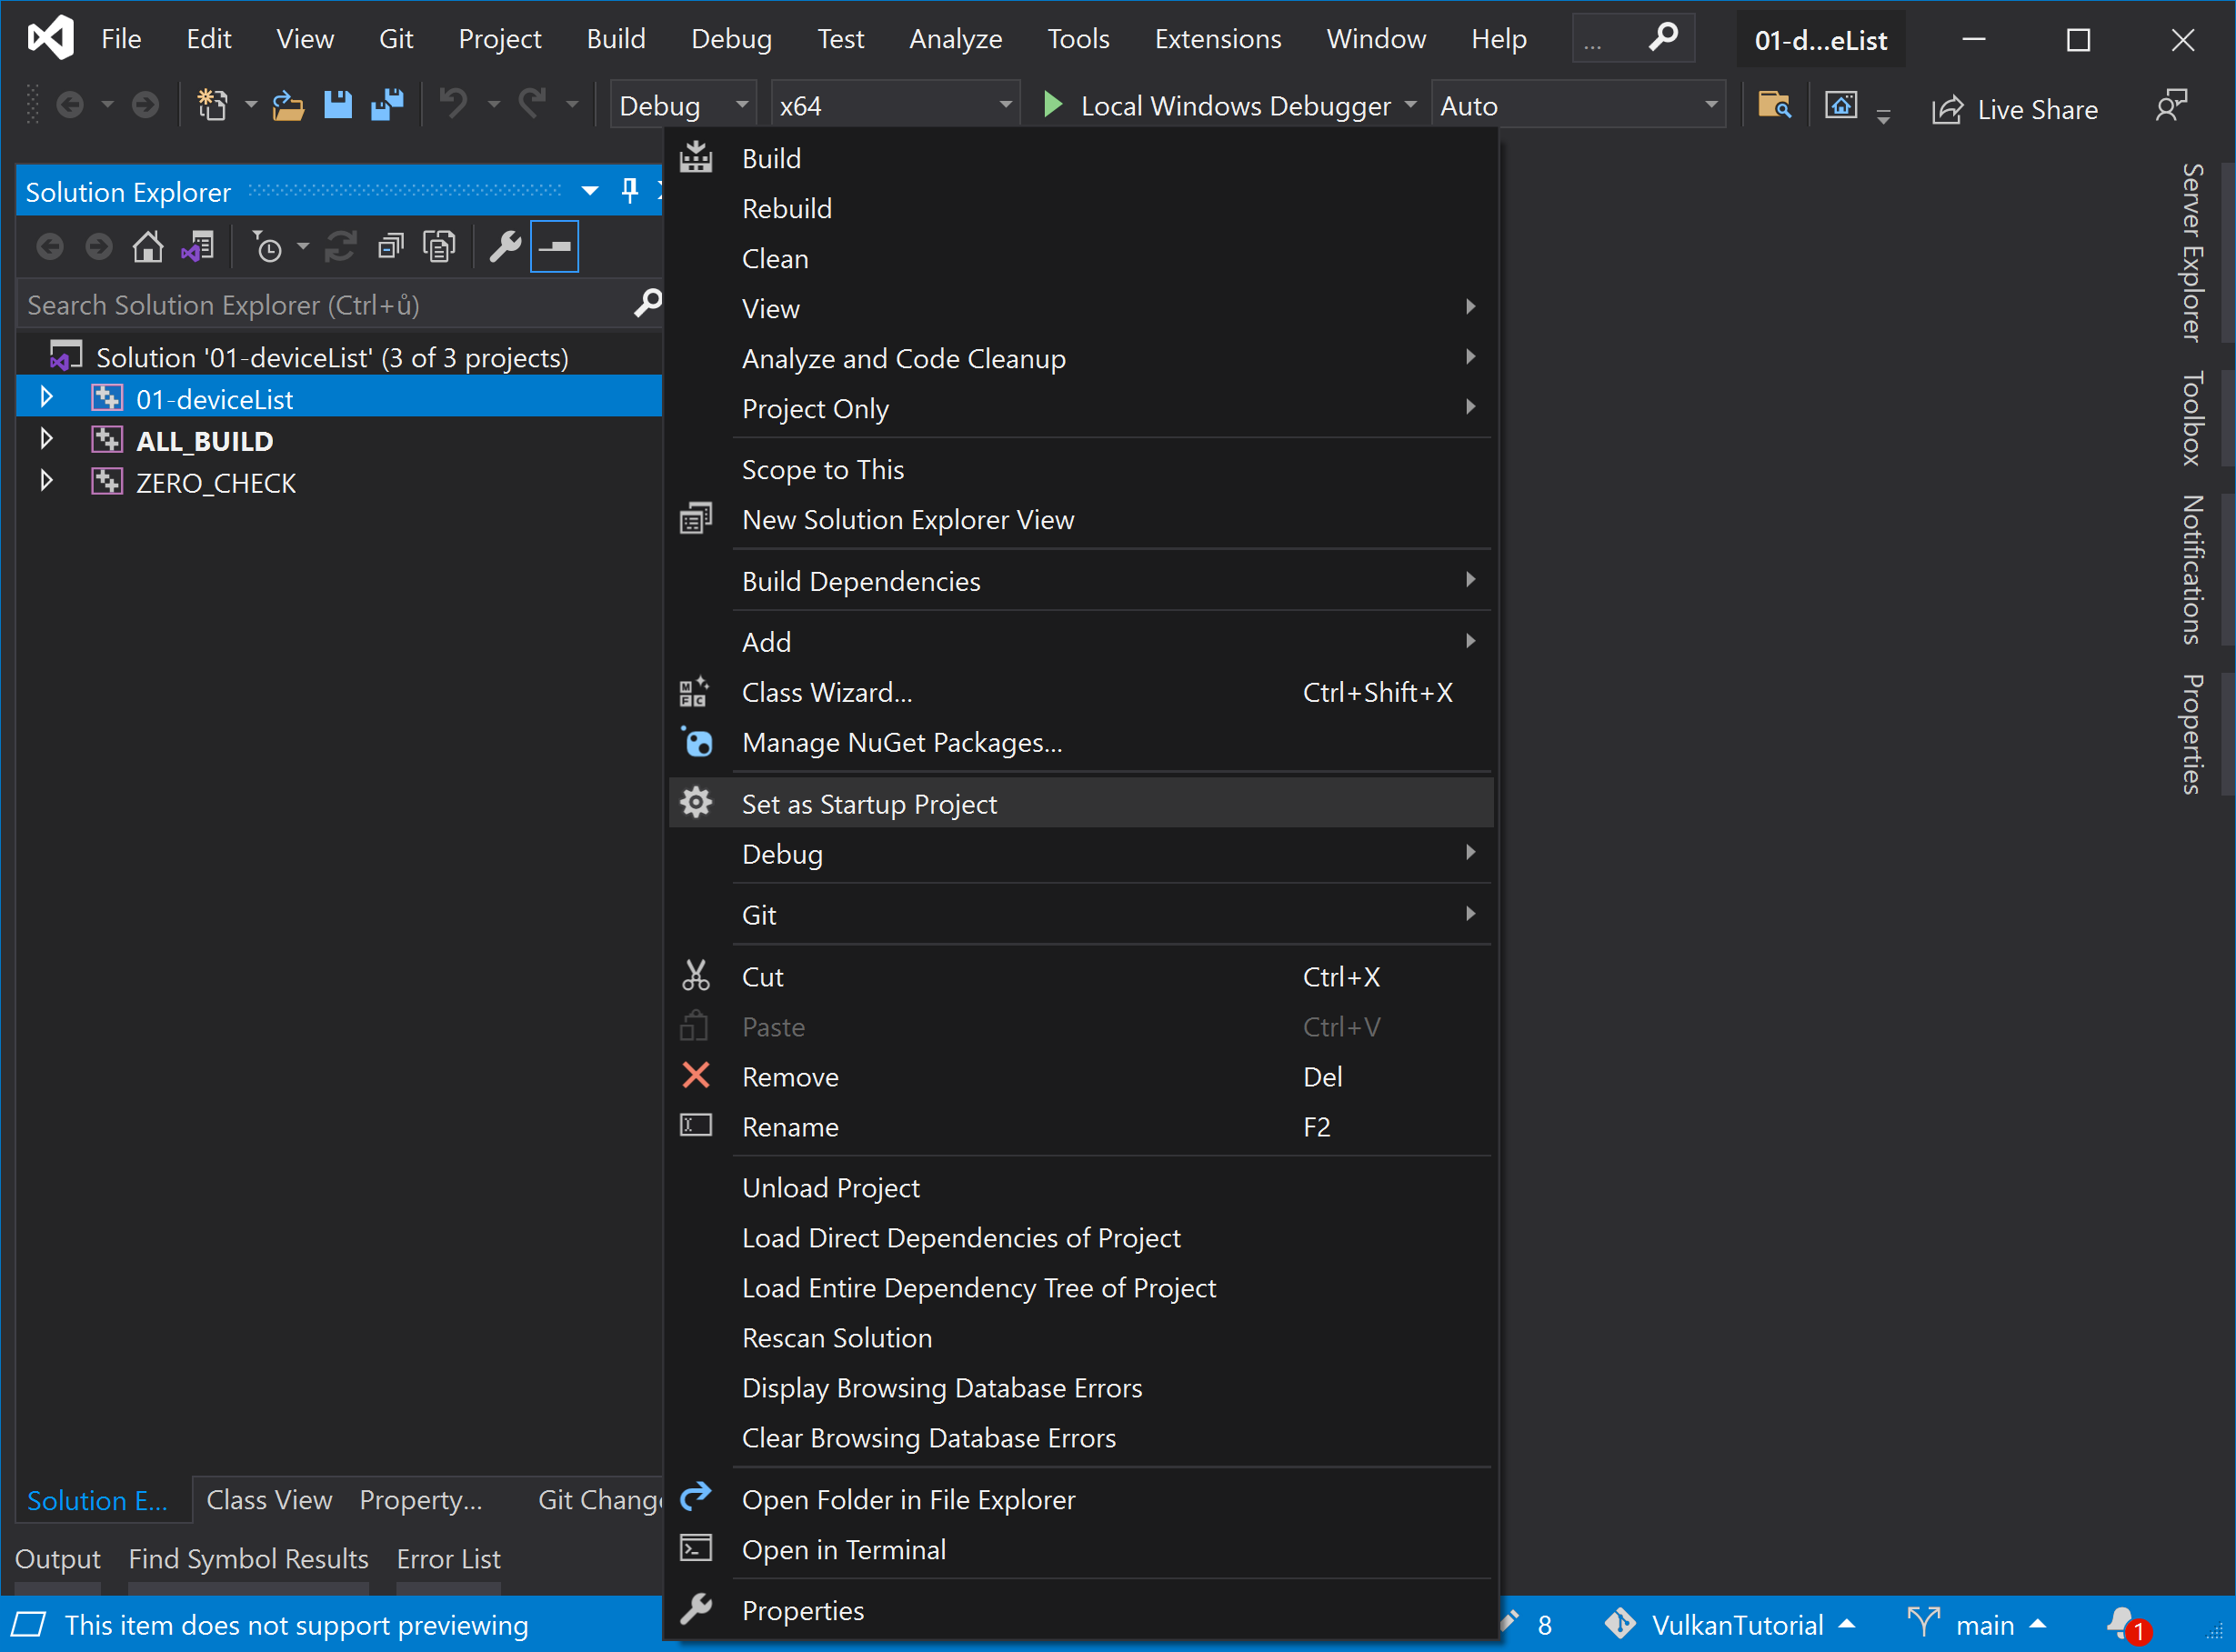 File Edit View Git Project Build Debug Test Analyze Tools Extensions Window Help ... 01-d...eList
Debug x64 Local Windows Debugger Auto Live Share
Solution Explorer
Search Solution Explorer (Ctrl+ů)
Solution '01-deviceList' (3 of 3 projects)
01-deviceList
ALL_BUILD
ZERO_CHECK
Build
Rebuild
Clean
View
Analyze and Code Cleanup
Project Only
Scope to This
New Solution Explorer View
Build Dependencies
Add
Class Wizard... Ctrl+Shift+X
Manage NuGet Packages...
Set as Startup Project
Debug
Git
Cut Ctrl+X
Paste Ctrl+V
Remove Del
Rename F2
Unload Project
Load Direct Dependencies of Project
Load Entire Dependency Tree of Project
Rescan Solution
Display Browsing Database Errors
Clear Browsing Database Errors
Open Folder in File Explorer
Open in Terminal
Properties
Server Explorer
Toolbox
Notifications
Properties
Solution E... Class View Property... Git Chang
Output Find Symbol Results Error List
This item does not support previewing 8 VulkanTutorial main 1